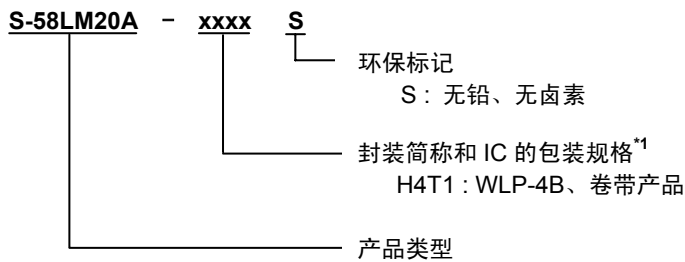 S-58LM20A - xxxx S
环保标记
S : 无铅、无卤素
封装简称和 IC 的包装规格*1
H4T1 : WLP-4B、卷带产品
产品类型